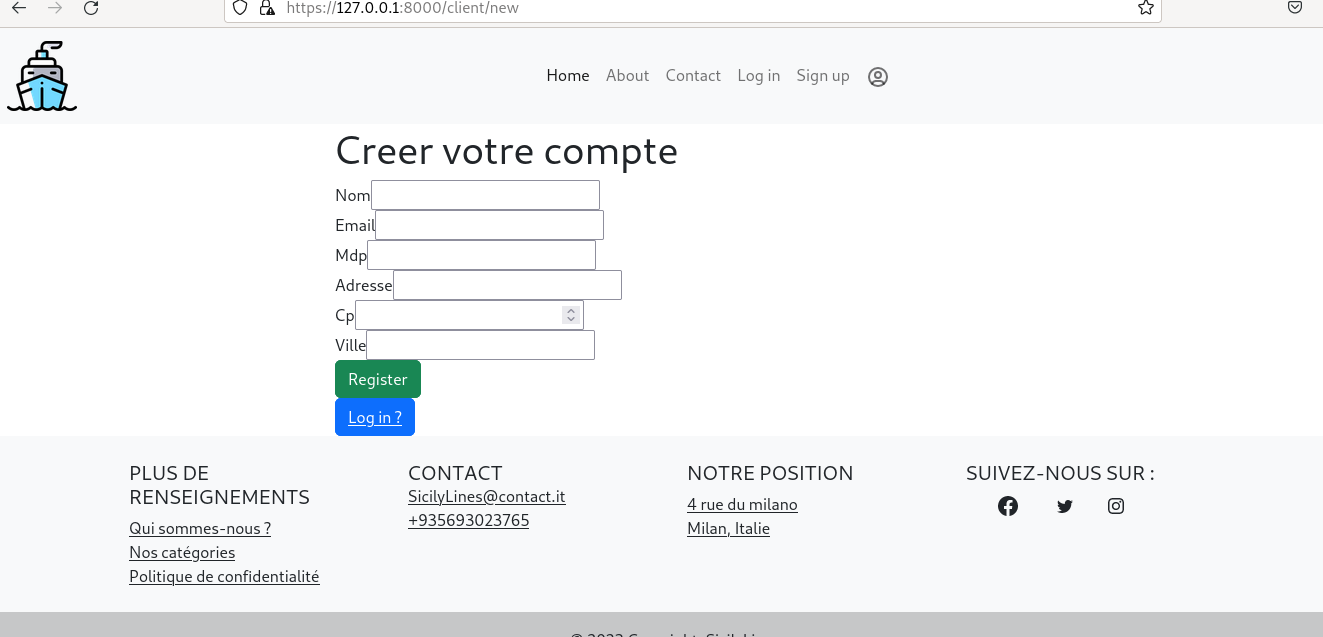 https://127.0.0.1:8000/client/new
Home About Contact Log in Sign up
Creer votre compte
Nom
Email
Mdp
Adresse
Cp
Ville
Register
Log in ?
PLUS DE
RENSEIGNEMENTS
Qui sommes-nous ?
Nos catégories
Politique de confidentialité
CONTACT
SicilyLines@contact.it
+935693023765
NOTRE POSITION
4 rue du milano
Milan, Italie
SUIVEZ-NOUS SUR :